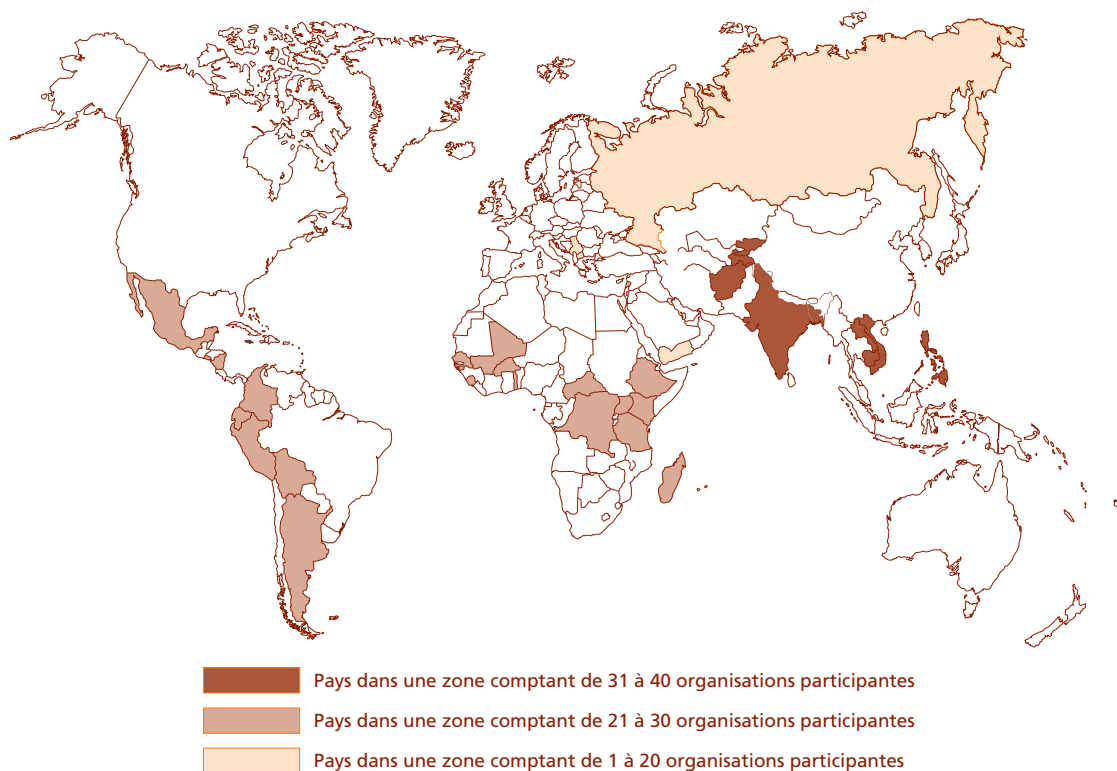 Pays dans une zone comptant de 31 à 40 organisations participantes
Pays dans une zone comptant de 21 à 30 organisations participantes
Pays dans une zone comptant de 1 à 20 organisations participantes